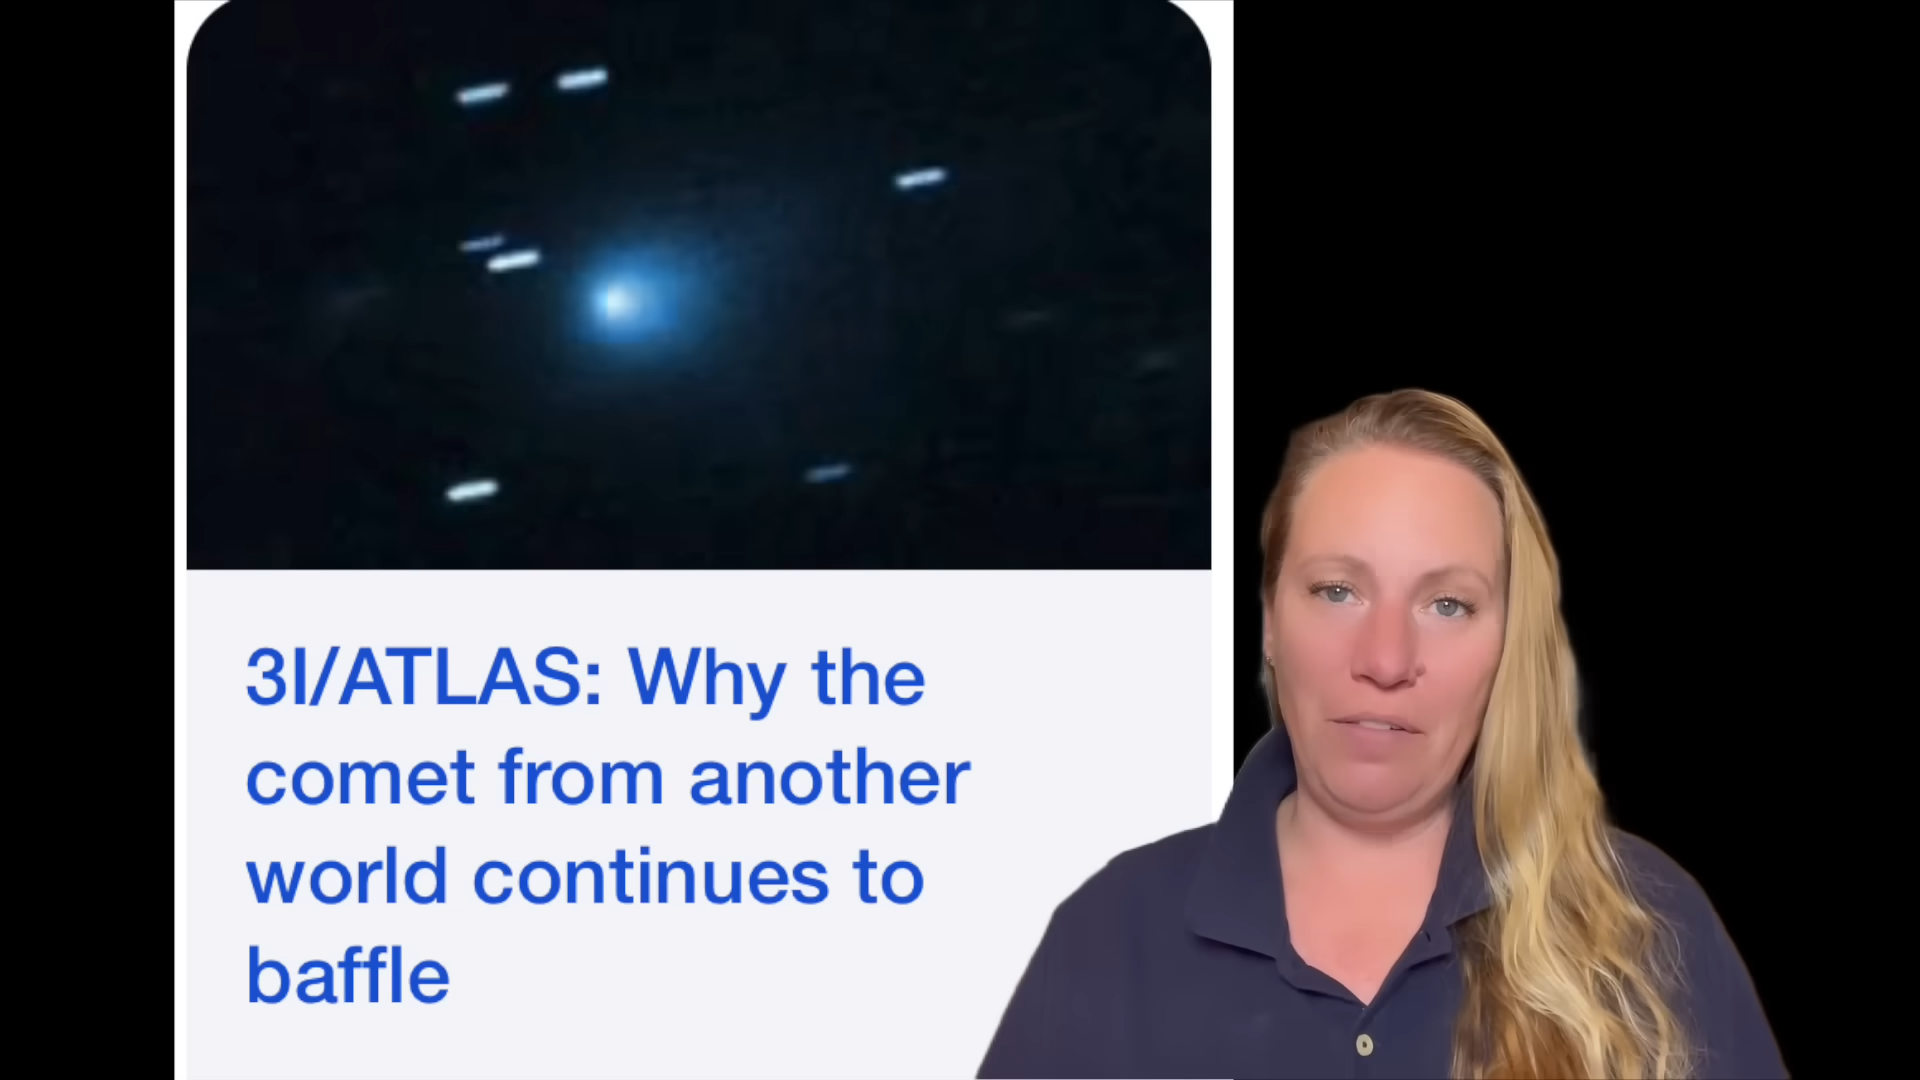 3I/ATLAS: Why the
comet from another
world continues to
baffle